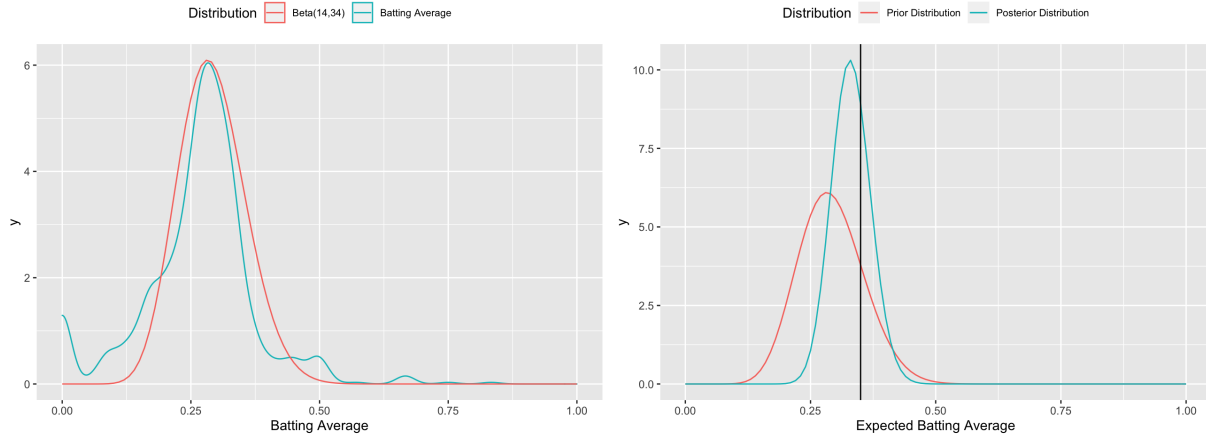 Distribution Beta(14,34) Batting Average
6
4
2
0
y
0.00 0.25 0.50 0.75 1.00
Batting Average
Distribution Prior Distribution Posterior Distribution
10.0
7.5
5.0
2.5
0.0
y
0.00 0.25 0.50 0.75 1.00
Expected Batting Average